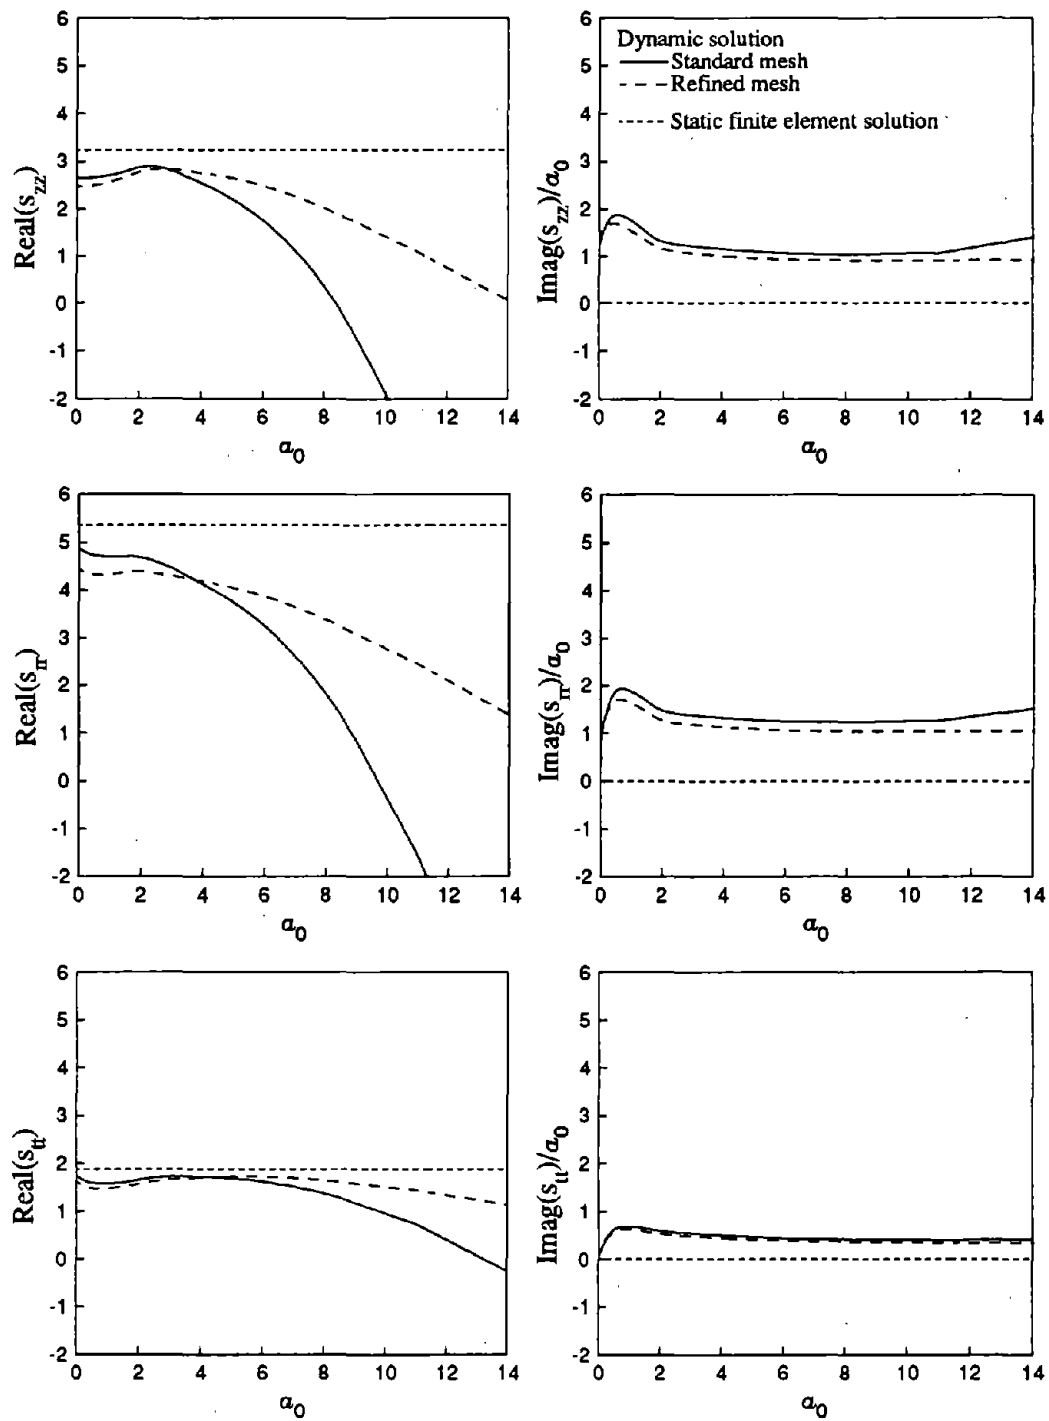 Real(s_zz)
6
5
4
3
2
1
0
-1
-2
0 2 4 6 8 10 12 14
a_0
Imag(s_zz)/a_0
6
5
4
3
2
1
0
-1
-2
Dynamic solution
Standard mesh
Refined mesh
Static finite element solution
0 2 4 6 8 10 12 14
a_0
Real(s_rr)
6
5
4
3
2
1
0
-1
-2
0 2 4 6 8 10 12 14
a_0
Imag(s_rr)/a_0
6
5
4
3
2
1
0
-1
-2
0 2 4 6 8 10 12 14
a_0
Real(s_tt)
6
5
4
3
2
1
0
-1
-2
0 2 4 6 8 10 12 14
a_0
Imag(s_tt)/a_0
6
5
4
3
2
1
0
-1
-2
0 2 4 6 8 10 12 14
a_0